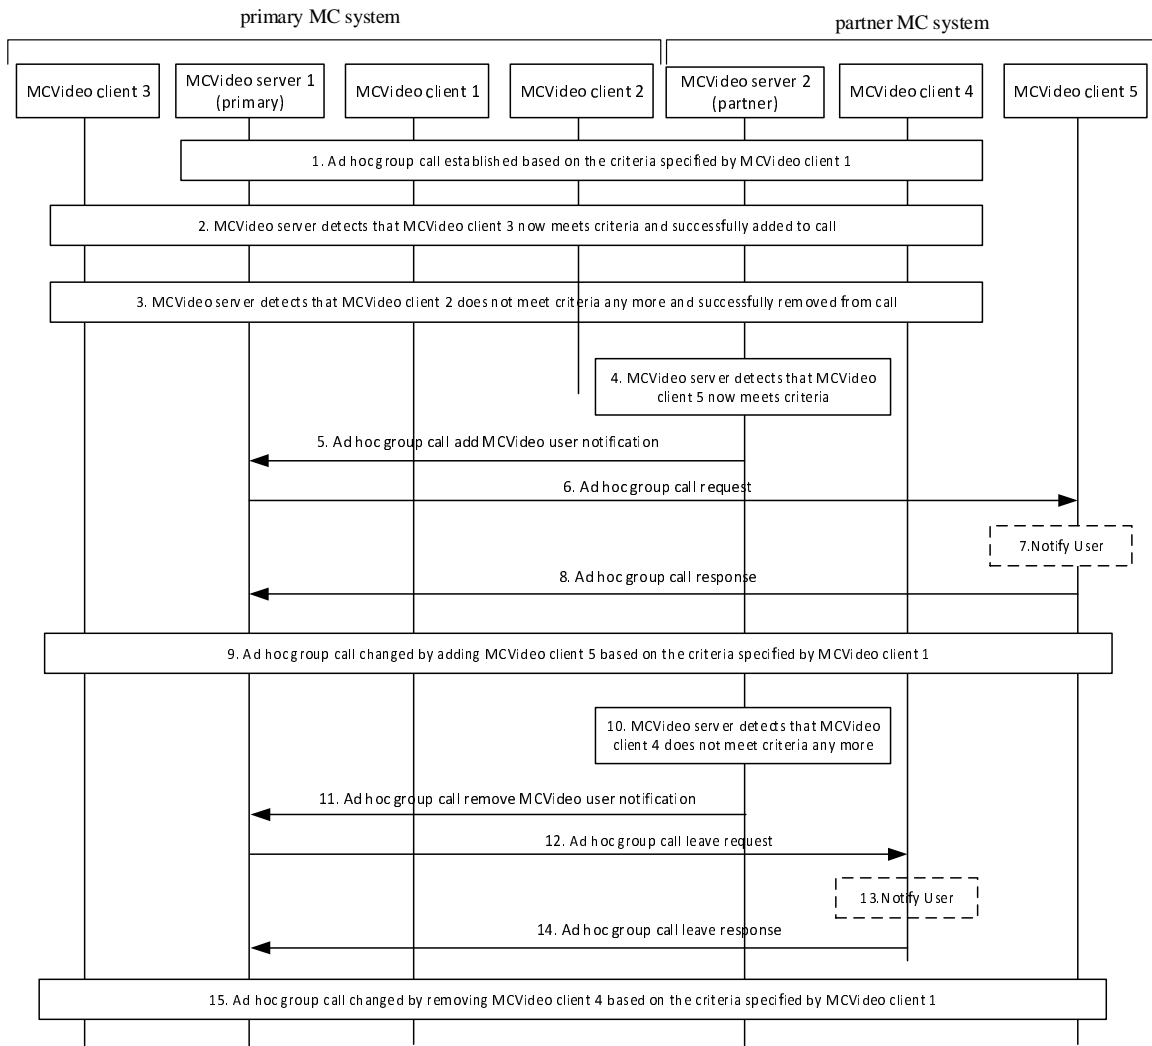 primary MC system
partner MC system
MCVideo client 3
MCVideo server 1
(primary)
MCVideo client 1
MCVideo client 2
MCVideo server 2
(partner)
MCVideo client 4
MCVideo client 5
1. Ad hoc group call established based on the criteria specified by MCVideo client 1
2. MCVideo server detects that MCVideo client 3 now meets criteria and successfully added to call
3. MCVideo server detects that MCVideo client 2 does not meet criteria any more and successfully removed from call
4. MCVideo server detects that MCVideo
client 5 now meets criteria
5. Ad hoc group call add MCVideo user notification
6. Ad hoc group call request
7.Notify User
8. Ad hoc group call response
9. Ad hoc group call changed by adding MCVideo client 5 based on the criteria specified by MCVideo client 1
10. MCVideo server detects that MCVideo
client 4 does not meet criteria any more
11. Ad hoc group call remove MCVideo user notification
12. Ad hoc group call leave request
13.Notify User
14. Ad hoc group call leave response
15. Ad hoc group call changed by removing MCVideo client 4 based on the criteria specified by MCVideo client 1